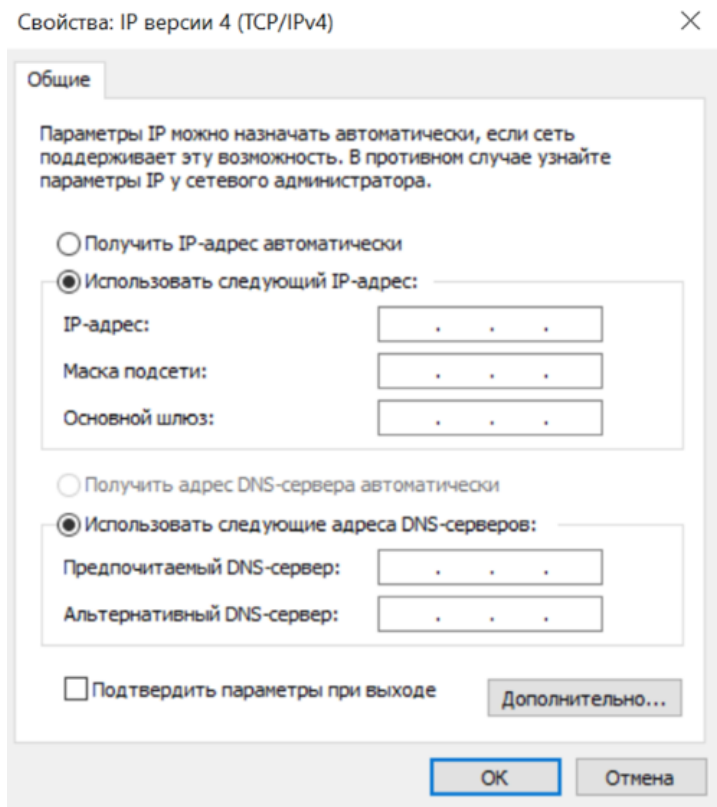 Свойства: IP версии 4 (TCP/IPv4)
Общие
Параметры IP можно назначать автоматически, если сеть
поддерживает эту возможность. В противном случае узнайте
параметры IP у сетевого администратора.
Получить IP-адрес автоматически
Использовать следующий IP-адрес:
IP-адрес: . . .
Маска подсети: . . .
Основной шлюз: . . .
Получить адрес DNS-сервера автоматически
Использовать следующие адреса DNS-серверов:
Предпочитаемый DNS-сервер: . . .
Альтернативный DNS-сервер: . . .
Подтвердить параметры при выходе
Дополнительно...
ОК Отмена